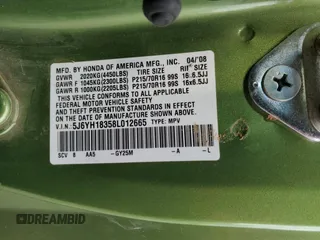 MFD. BY HONDA OF AMERICA MFG., INC. 04/'08
GVWR 2020KG(4450LBS) TIRE SIZE RIM SIZE
GAWR F 1045KG(2300LBS) P215/70R16 99S 16x6.5JJ
GAWR R 1000KG(2205LBS) P215/70R16 99S 16x6.5JJ
THIS VEHICLE CONFORMS TO ALL APPLICABLE
FEDERAL MOTOR VEHICLE SAFETY AND
THEFT PREVENTION STANDARDS IN EFFECT ON
THE DATE OF MANUFACTURE SHOWN ABOVE.
V.I.N. 5J6YH18358L012665 TYPE: MPV
SCV 8 AA5 -GY25M -A -L
DREAMBID